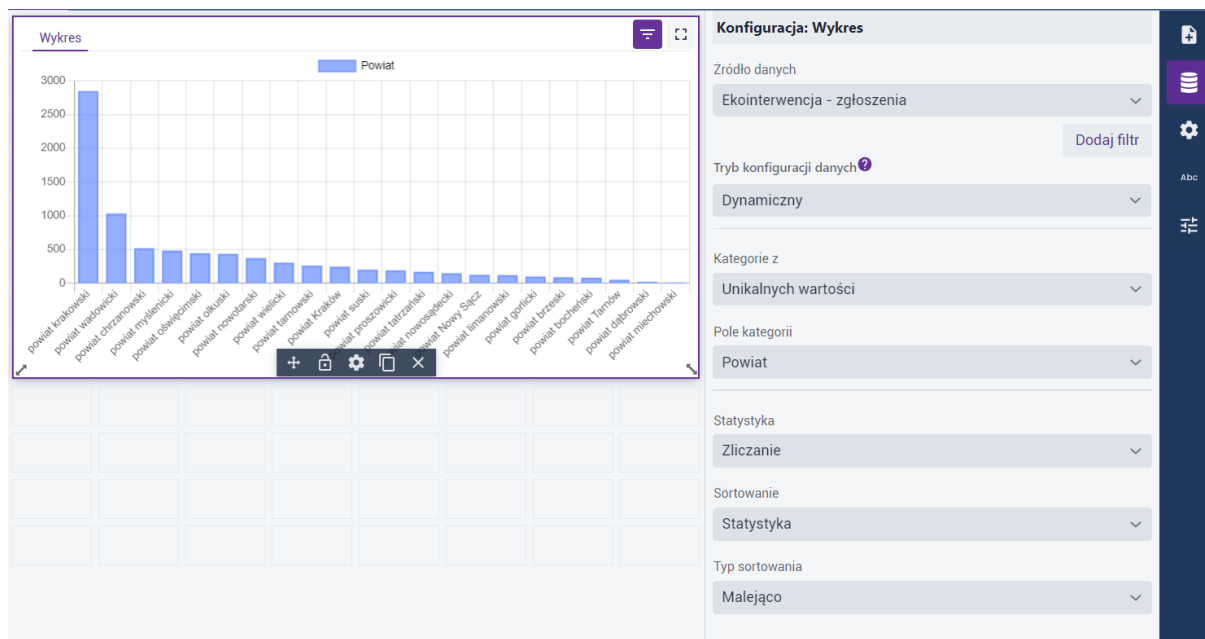 Wykres
Powiat
3000
2500
2000
1500
1000
500
0
powiat krakowski
powiat wadowicki
powiat chrzanowski
powiat myślenicki
powiat oświęcimski
powiat olkuski
powiat nowotarski
powiat wielicki
powiat tarnowski
powiat Kraków
powiat suski
powiat proszowicki
powiat tatrzański
nowosądecki
powiat Nowy Sącz
powiat limanowski
powiat gorlicki
powiat brzeski
powiat bocheński
powiat Tarnów
powiat dąbrowski
powiat miechowski
Konfiguracja: Wykres
Źródło danych
Ekointerwencja - zgłoszenia
Dodaj filtr
Tryb konfiguracji danych
?
Dynamiczny
Kategorie z
Unikalnych wartości
Pole kategorii
Powiat
Statystyka
Zliczanie
Sortowanie
Statystyka
Typ sortowania
Malejąco
Abc